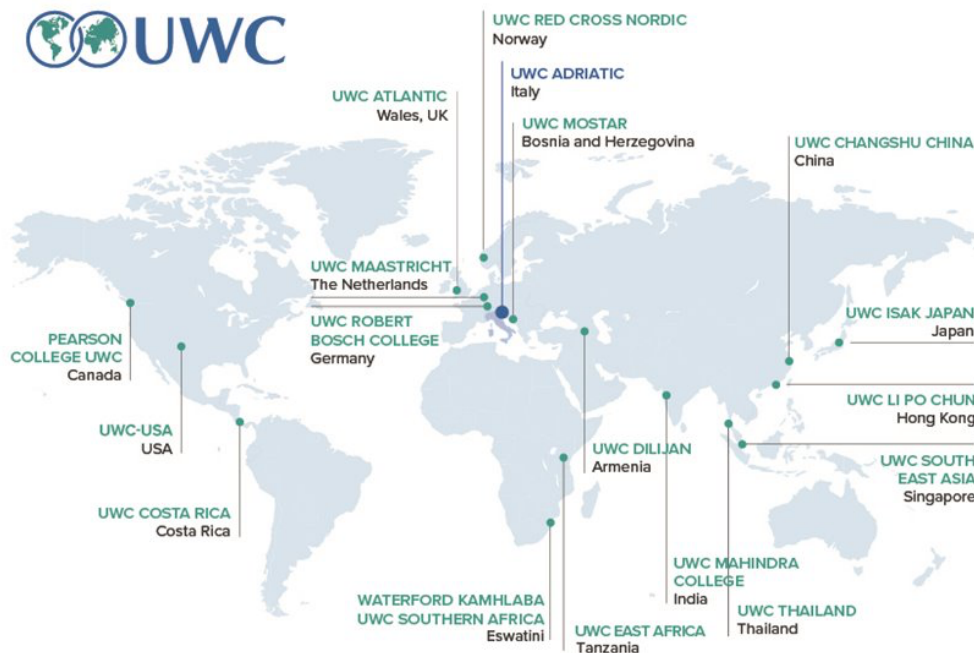 UWC
UWC RED CROSS NORDIC
Norway
UWC ADRIATIC
Italy
UWC ATLANTIC
Wales, UK
UWC MOSTAR
Bosnia and Herzegovina
UWC CHANGSHU CHINA
China
UWC MAASTRICHT
The Netherlands
UWC ROBERT
BOSCH COLLEGE
Germany
UWC ISAK JAPAN
Japan
PEARSON
COLLEGE UWC
Canada
UWC LI PO CHUN
Hong Kong
UWC-USA
USA
UWC DILIJAN
Armenia
UWC SOUTH
EAST ASIA
Singapore
UWC COSTA RICA
Costa Rica
UWC MAHINDRA
COLLEGE
India
WATERFORD KAMHLABA
UWC SOUTHERN AFRICA
Eswatini
UWC EAST AFRICA
Tanzania
UWC THAILAND
Thailand